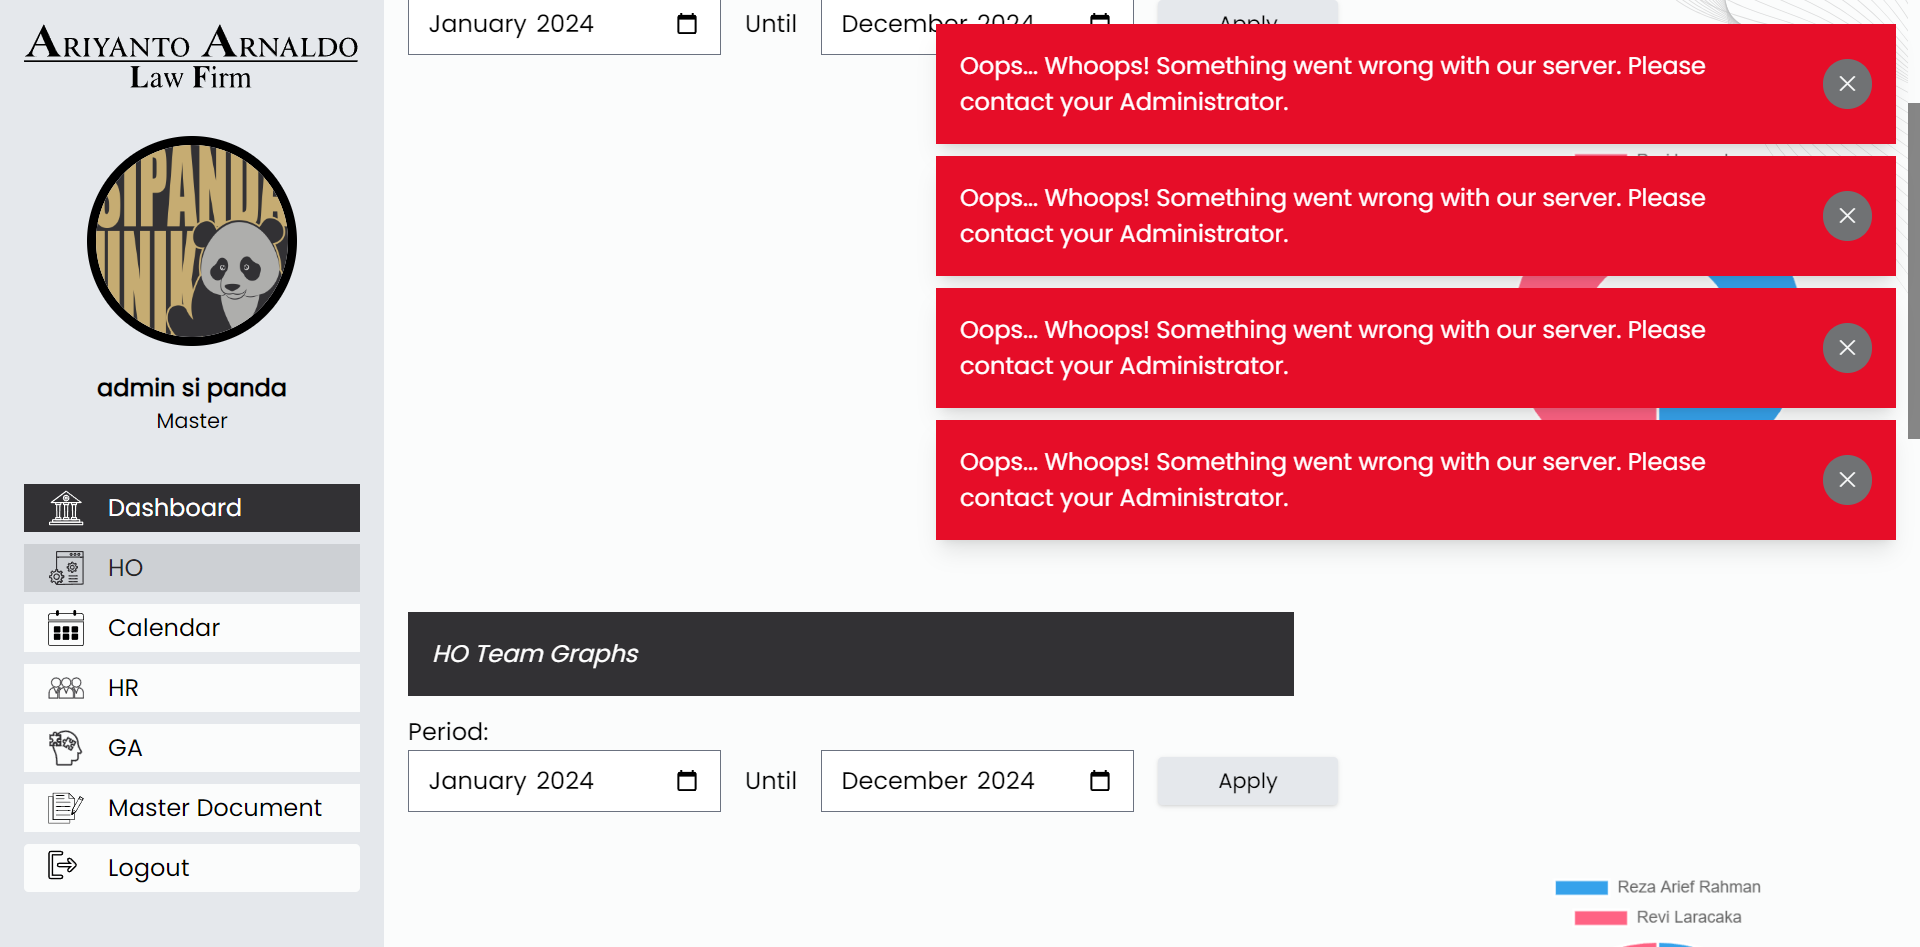 ARIYANTO ARNALDO
Law Firm
SIPANDA
UNIK
admin si panda
Master
Dashboard
HO
Calendar
HR
GA
Master Document
Logout
January 2024
Until
December 2024
Apply
Oops... Whoops! Something went wrong with our server. Please
contact your Administrator.
Oops... Whoops! Something went wrong with our server. Please
contact your Administrator.
Oops... Whoops! Something went wrong with our server. Please
contact your Administrator.
Oops... Whoops! Something went wrong with our server. Please
contact your Administrator.
HO Team Graphs
Period:
January 2024
Until
December 2024
Apply
Reza Arief Rahman
Revi Laracaka